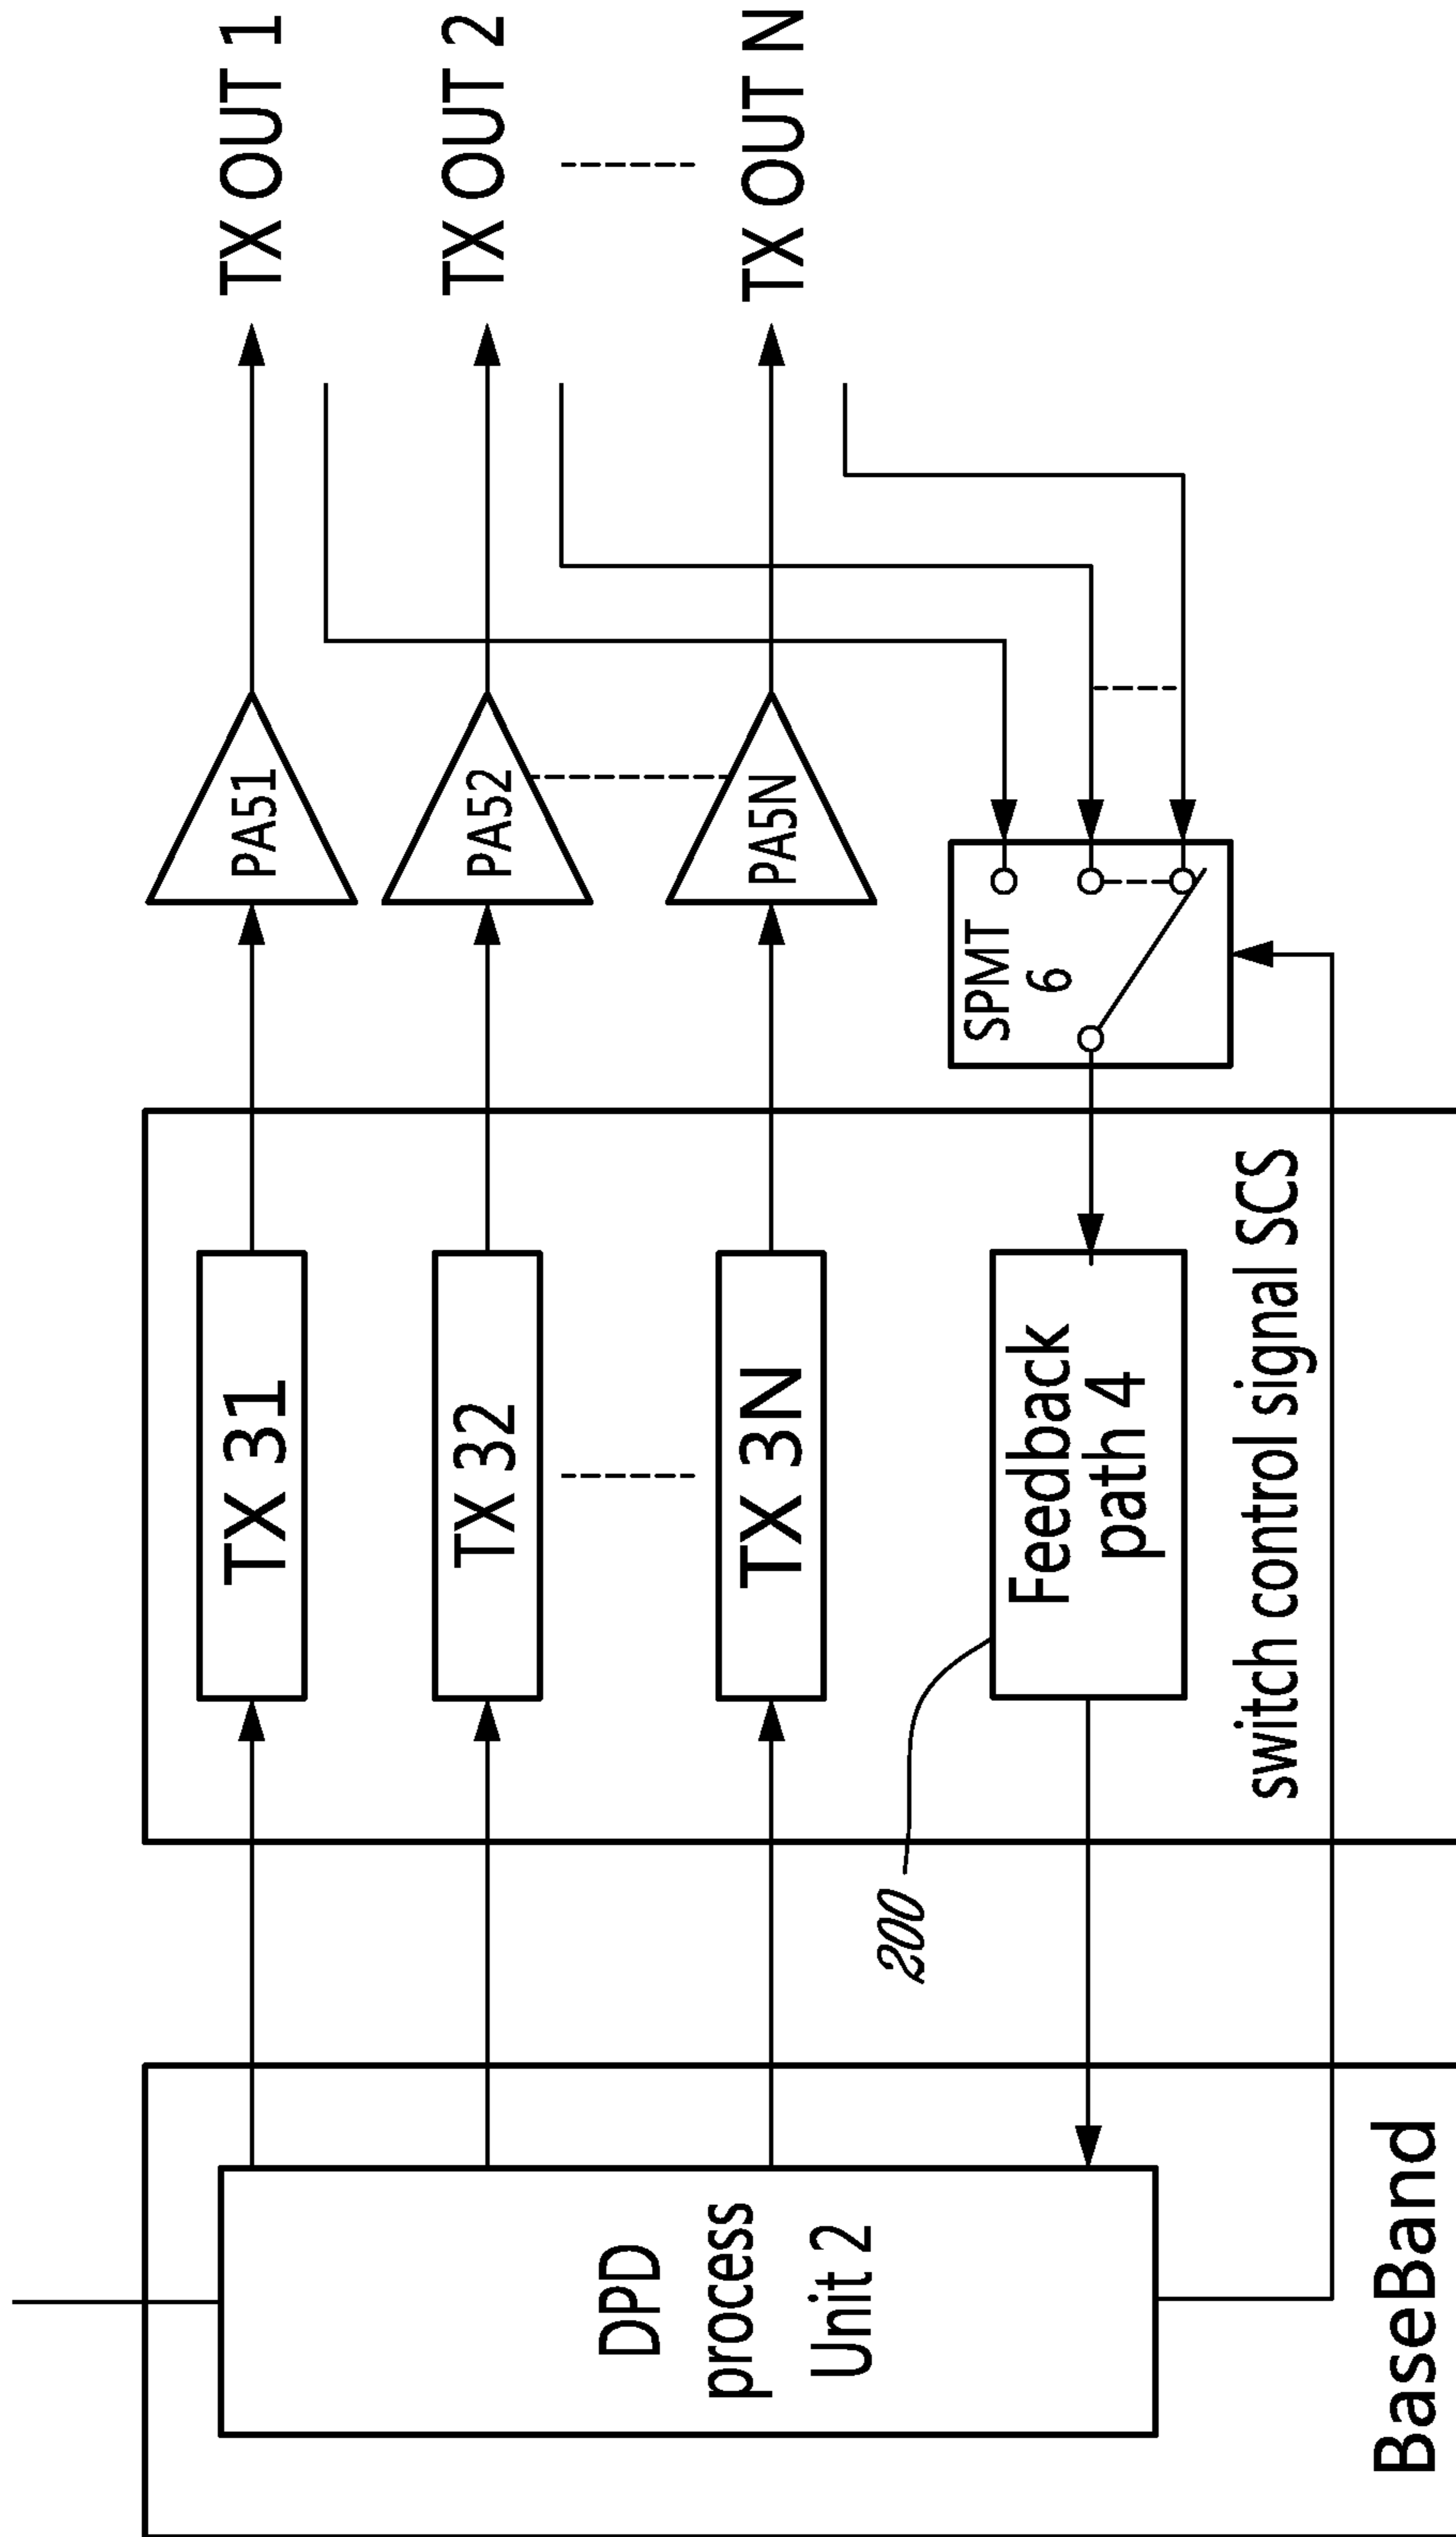 TX OUT 1
TX OUT 2
TX OUT N
PA51
PA52
PA5N
SPMT
6
TX 31
TX 32
TX 3N
Feedback
path 4
switch control signal SCS
200
DPD
process
Unit 2
BaseBand